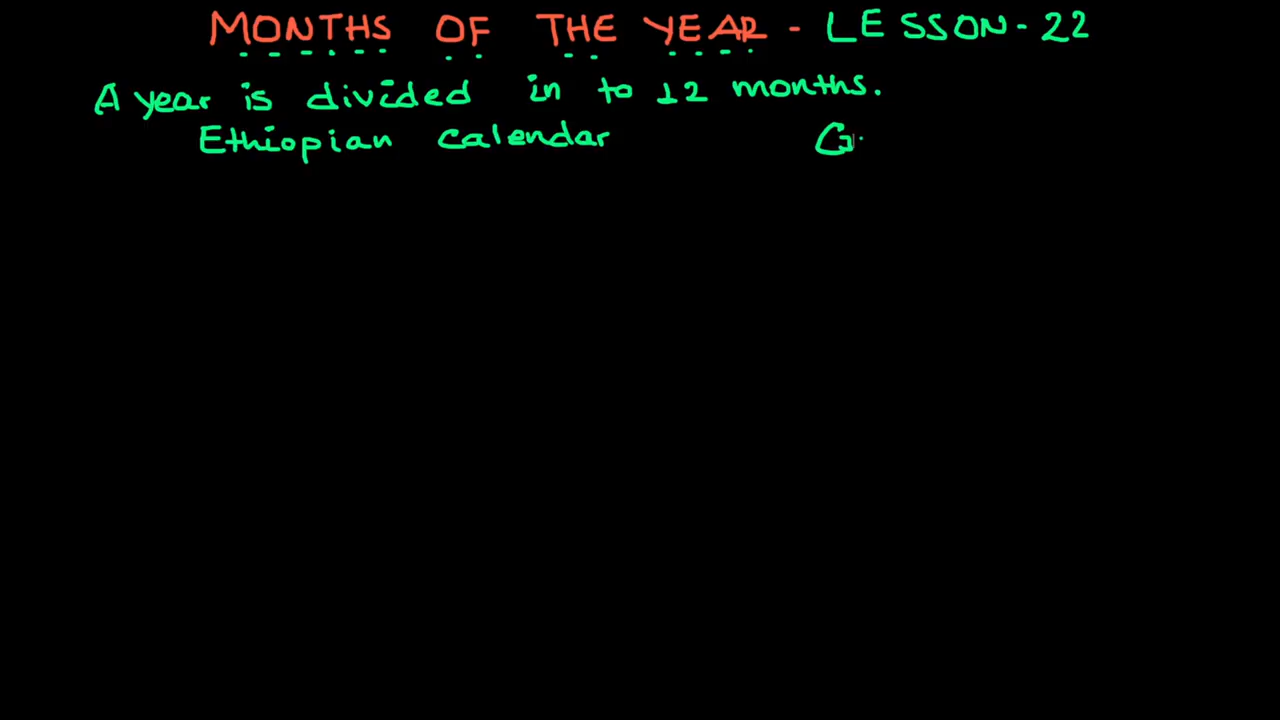 MONTHS OF THE YEAR - LESSON-22
A year is divided in to 12 months.
Ethiopian calendar G